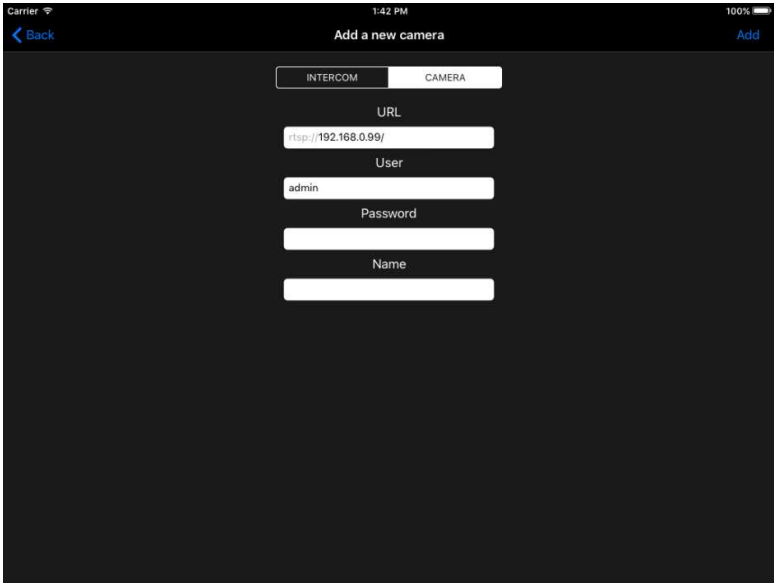 Carrier 1:42 PM 100%
Back Add a new camera Add
INTERCOM CAMERA
URL
rtsp://192.168.0.99/
User
admin
Password
Name